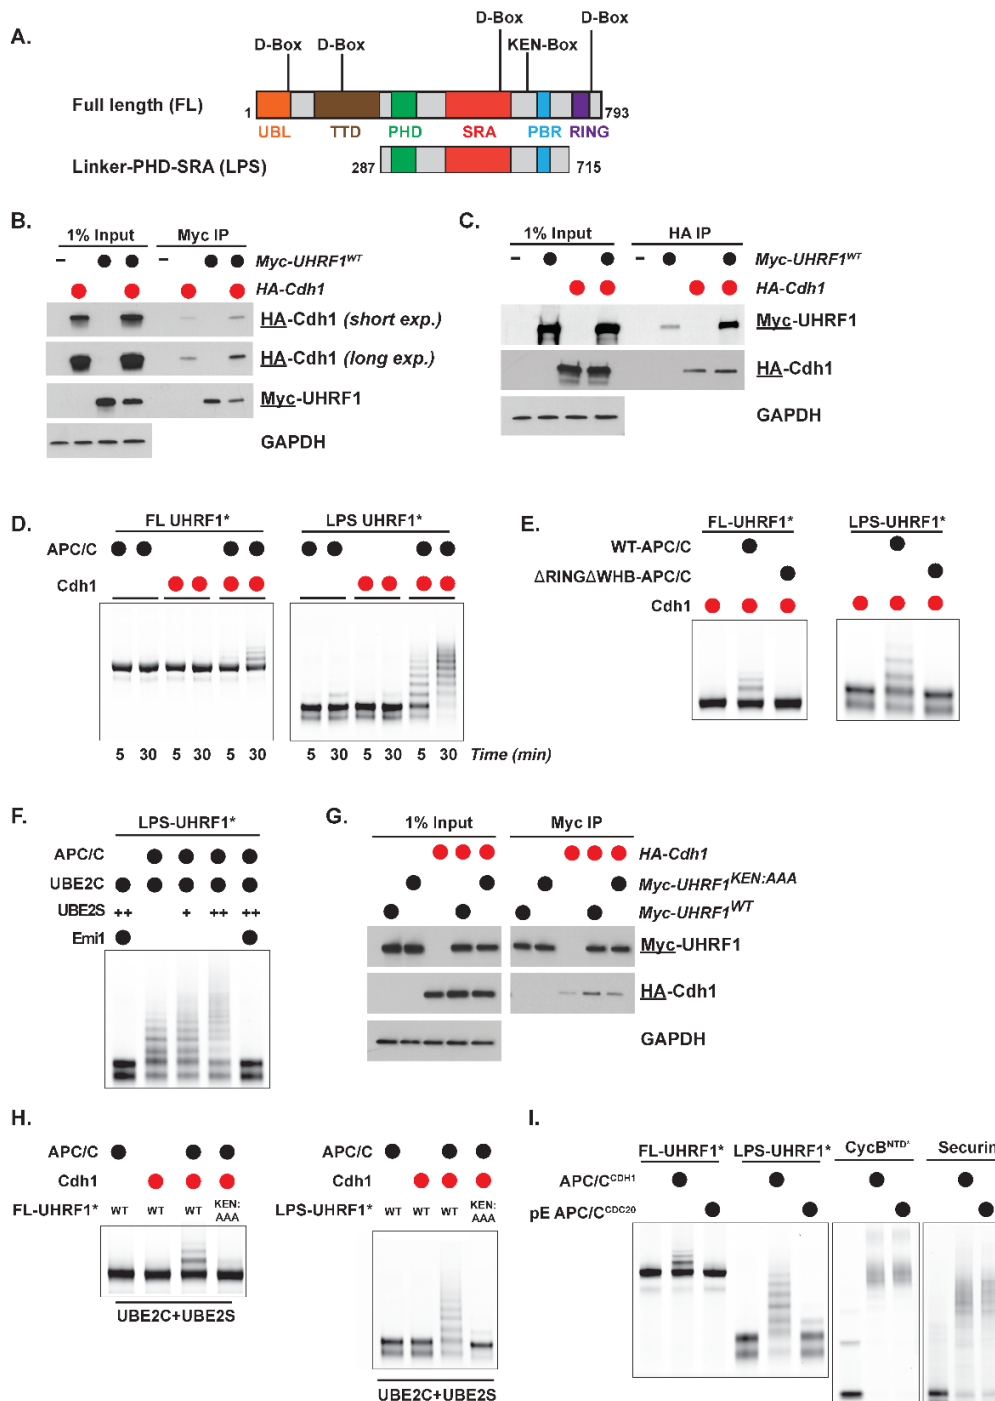 A.
D-Box D-Box D-Box KEN-Box D-Box
Full length (FL) 1 793
UBL TTD PHD SRA PBR RING
Linker-PHD-SRA (LPS) 287 715
B.
1% Input Myc IP
– – Myc-UHRF1WT
HA-Cdh1
HA-Cdh1 (short exp.)
HA-Cdh1 (long exp.)
Myc-UHRF1
GAPDH
C.
1% Input HA IP
– – Myc-UHRF1WT
HA-Cdh1
Myc-UHRF1
HA-Cdh1
GAPDH
D.
FL UHRF1* LPS UHRF1*
APC/C
Cdh1
5 30 5 30 5 30 5 30 5 30 5 30 Time (min)
E.
FL-UHRF1* LPS-UHRF1*
WT-APC/C
ΔRINGΔWHB-APC/C
Cdh1
F.
LPS-UHRF1*
APC/C
UBE2C
UBE2S ++ + ++ ++
Emi1
G.
1% Input Myc IP
HA-Cdh1
Myc-UHRF1KEN:AAA
Myc-UHRF1WT
Myc-UHRF1
HA-Cdh1
GAPDH
H.
APC/C
Cdh1
FL-UHRF1* WT WT WT KEN:AAA
UBE2C+UBE2S
APC/C
Cdh1
LPS-UHRF1* WT WT WT KEN:AAA
UBE2C+UBE2S
I.
FL-UHRF1* LPS-UHRF1* CycBNTD* Securin
APC/CCDH1
pE APC/CCDC20